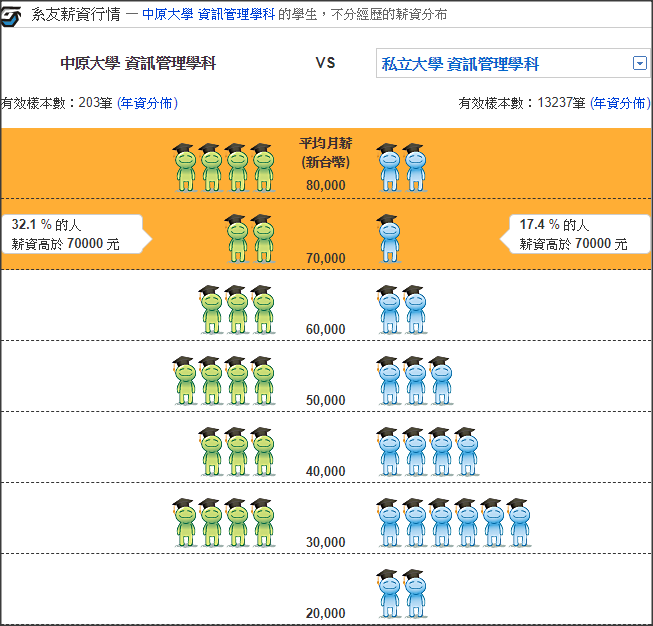 系友薪資行情 — 中原大學 資訊管理學科 的學生，不分經歷的薪資分布
中原大學 資訊管理學科 VS 私立大學 資訊管理學科
有效樣本數：203筆 (年資分佈) 有效樣本數：13237筆 (年資分佈)
平均月薪
(新台幣)
80,000
32.1 % 的人
薪資高於 70000 元
17.4 % 的人
薪資高於 70000 元
70,000
60,000
50,000
40,000
30,000
20,000